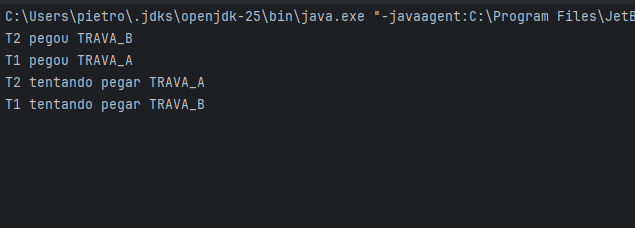 C:\Users\pietro\.jdks\openjdk-25\bin\java.exe "-javaagent:C:\Program Files\JetB
T2 pegou TRAVA_B
T1 pegou TRAVA_A
T2 tentando pegar TRAVA_A
T1 tentando pegar TRAVA_B